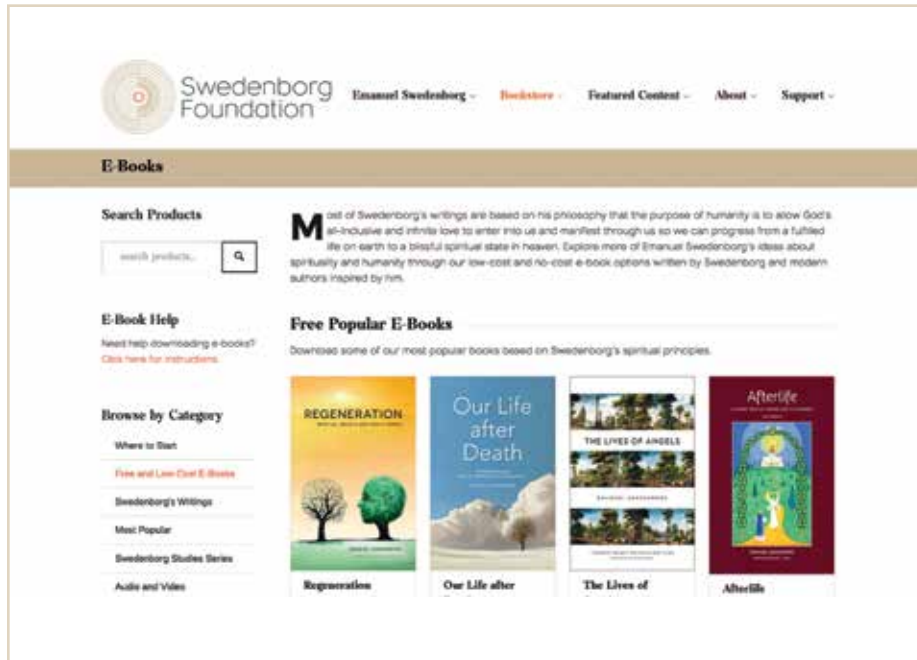 Swedenborg
Foundation
Emanuel Swedenborg
Bookstore
Featured Content
About
Support
E-Books
Search Products
search products...
E-Book Help
Need help downloading e-books?
Click here for instructions.
Browse by Category
Where to Start
Free and Low-Cost E-Books
Swedenborg's Writings
Most Popular
Swedenborg Studies Series
Audio and Video
Most of Swedenborg's writings are based on his philosophy that the purpose of humanity is to allow God's
all-inclusive and infinite love to enter into us and manifest through us so we can progress from a fulfilled
life on earth to a blissful spiritual state in heaven. Explore more of Emanuel Swedenborg's ideas about
spirituality and humanity through our low-cost and no-cost e-book options written by Swedenborg and modern
authors inspired by him.
Free Popular E-Books
Download some of our most popular books based on Swedenborg's spiritual principles.
REGENERATION
Regeneration
Our Life
after
Death
Our Life after
THE LIVES OF ANGELS
EMANUEL SWEDENBORG
The Lives of
Afterlife
Afterlife